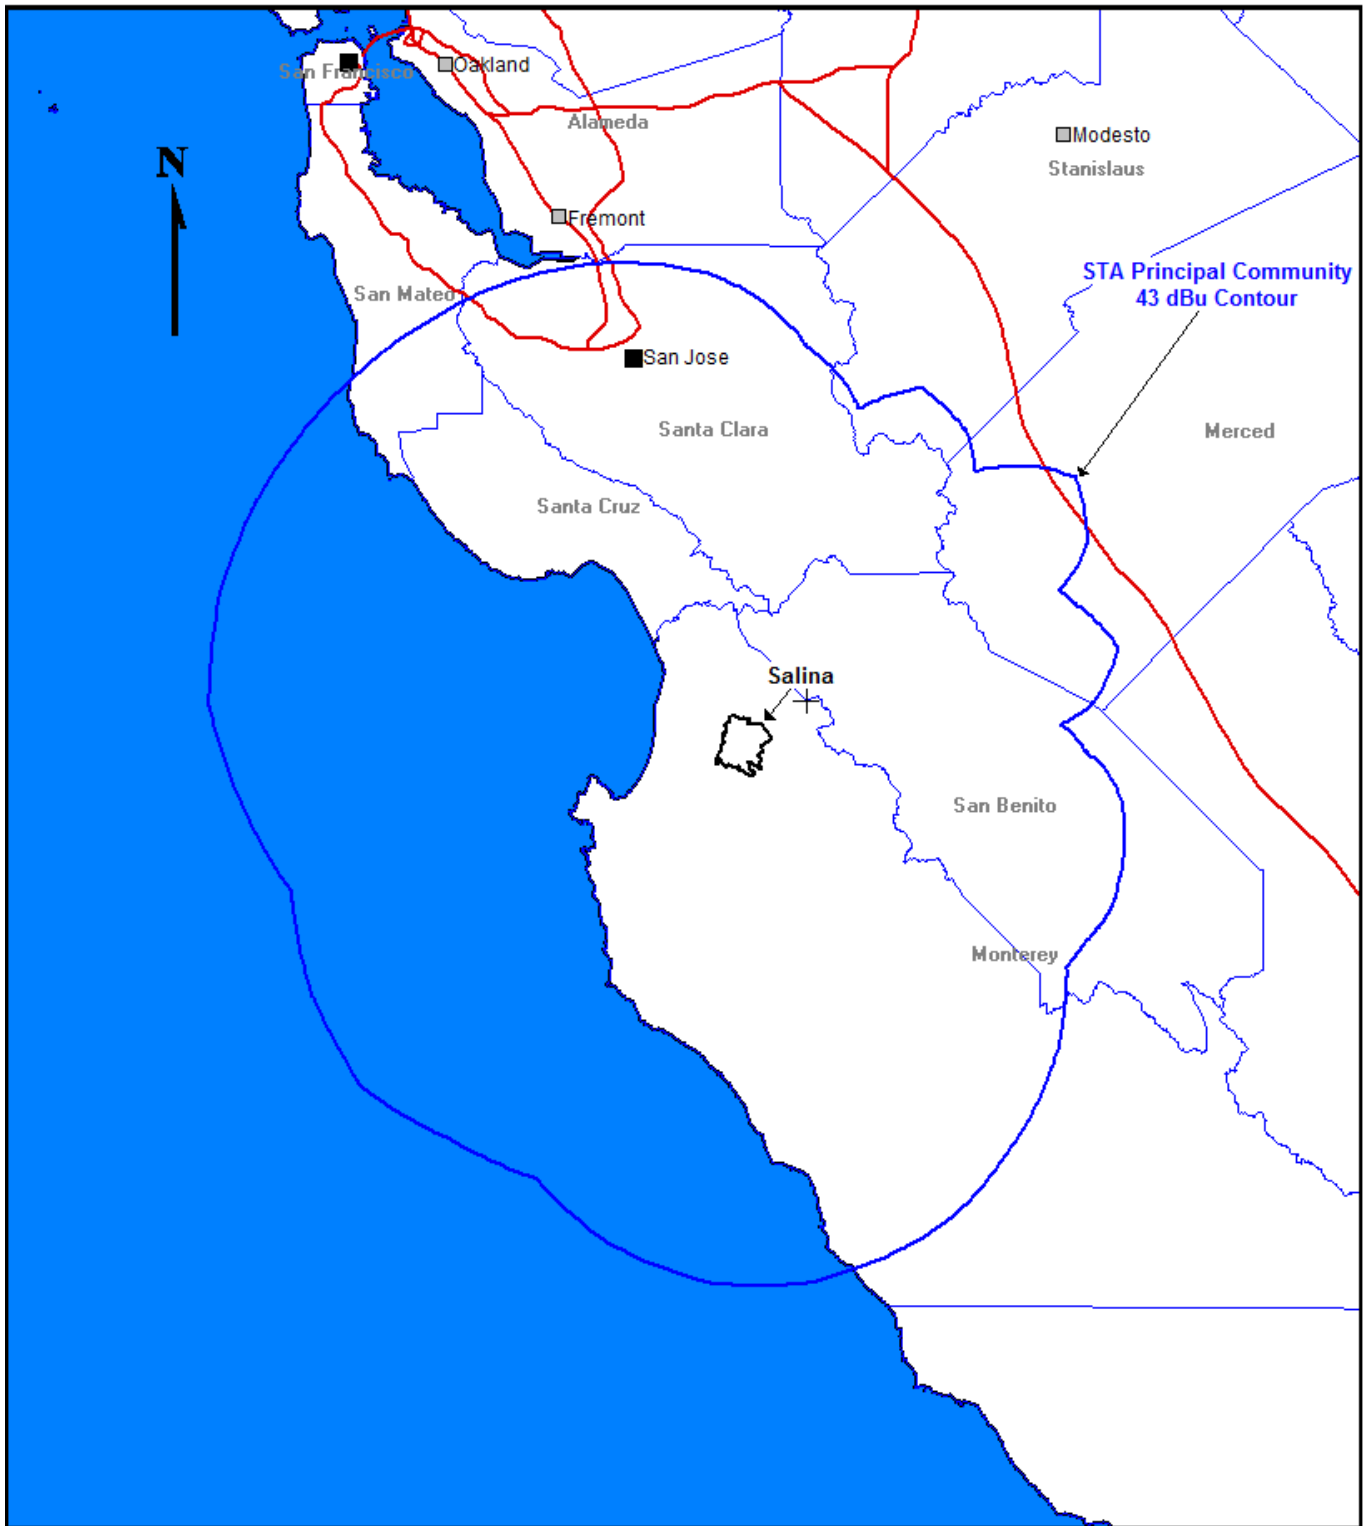 San Francisco
Oakland
Alameda
Modesto
Stanislaus
N
Fremont
STA Principal Community
43 dBu Contour
San Mateo
San Jose
Santa Clara
Merced
Santa Cruz
Salina
San Benito
Monterey